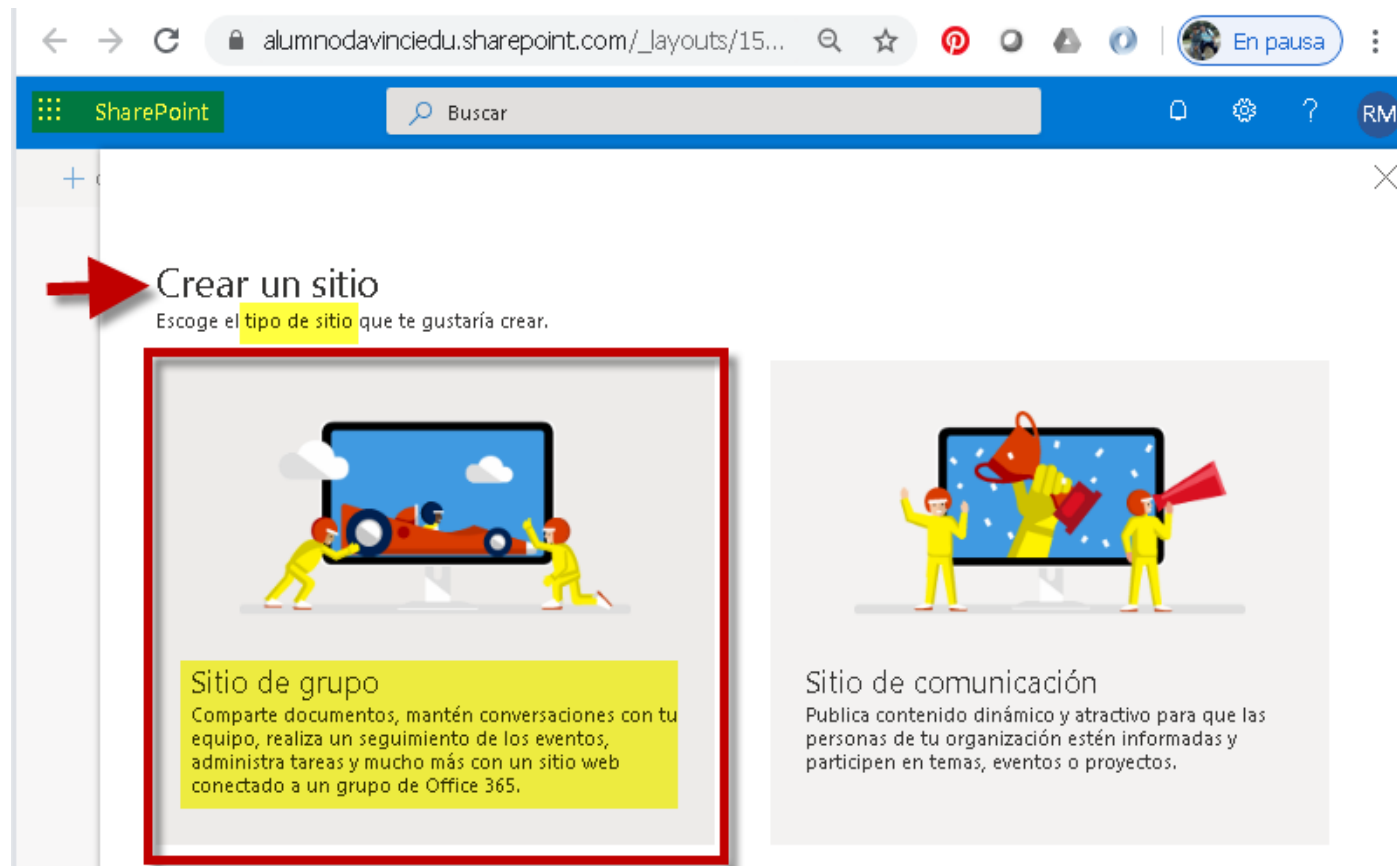 alumnodavinciedu.sharepoint.com/_layouts/15...
En pausa
SharePoint
Buscar
?
RM
Crear un sitio
Escoge el tipo de sitio que te gustaría crear.
Sitio de grupo
Comparte documentos, mantén conversaciones con tu
equipo, realiza un seguimiento de los eventos,
administra tareas y mucho más con un sitio web
conectado a un grupo de Office 365.
Sitio de comunicación
Publica contenido dinámico y atractivo para que las
personas de tu organización estén informadas y
participen en temas, eventos o proyectos.